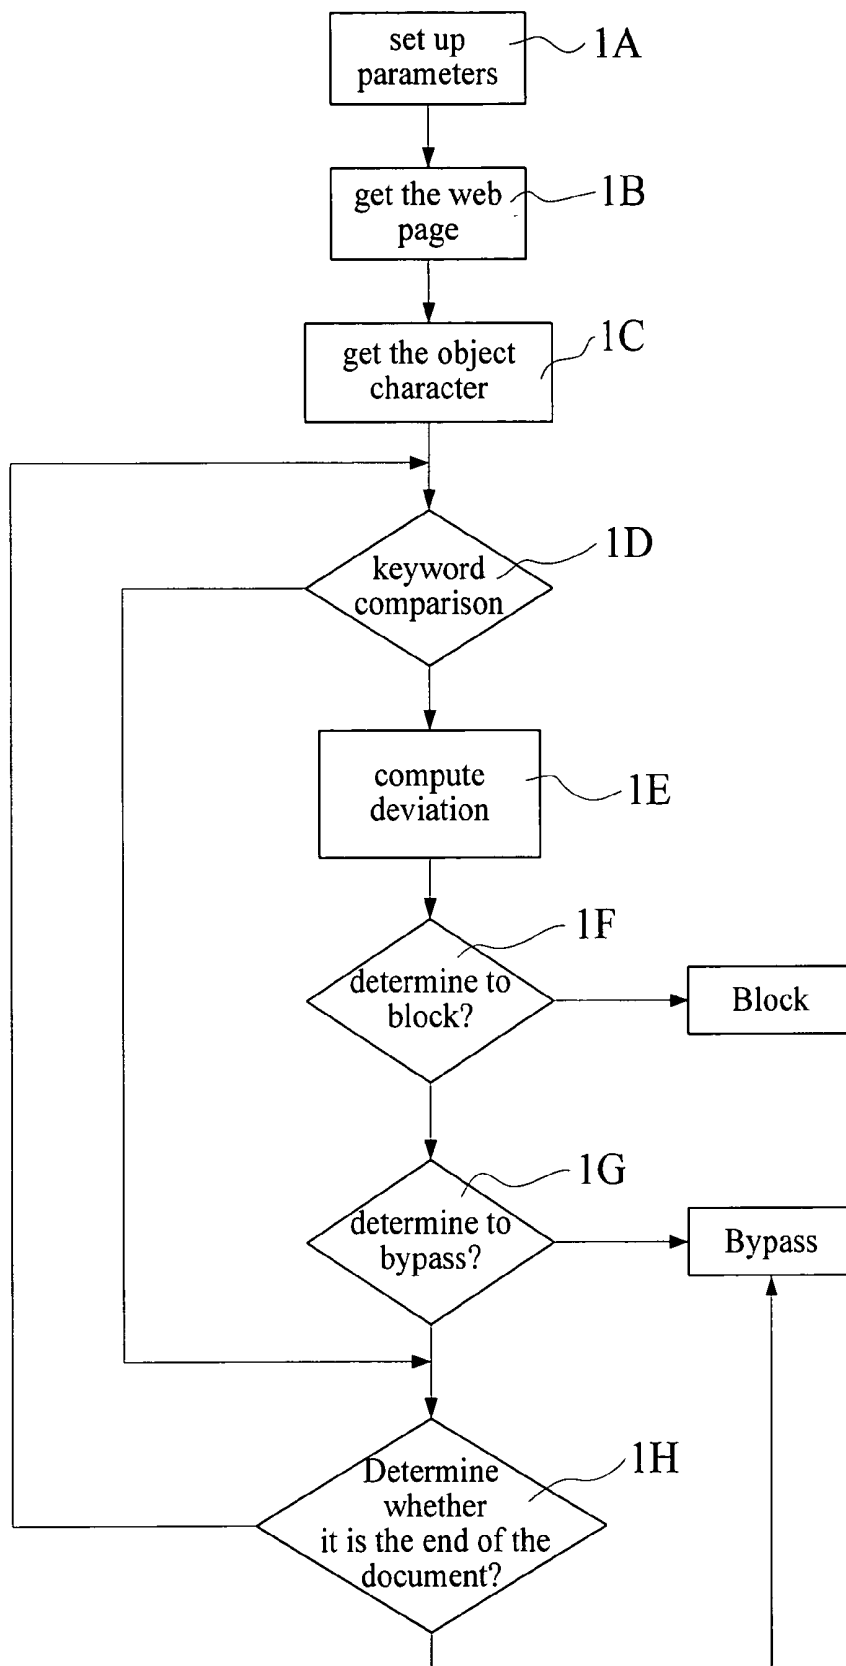 set up
parameters
1A
get the web
page
1B
get the object
character
1C
keyword
comparison
1D
compute
deviation
1E
determine to
block?
1F
Block
determine to
bypass?
1G
Bypass
Determine
whether
it is the end of the
document?
1H